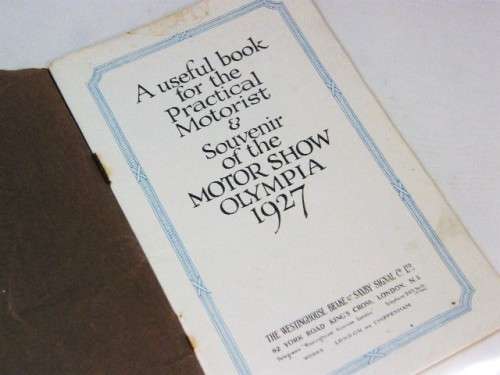 A useful book
for the
Practical
Motorist
&
Souvenir
of the
MOTOR SHOW
OLYMPIA
1927
THE WESTINGHOUSE BRAKE & SAXBY SIGNAL Co. LTD.
82 YORK ROAD KING'S CROSS, LONDON, N.1
WORKS LONDON AND CHIPPENHAM